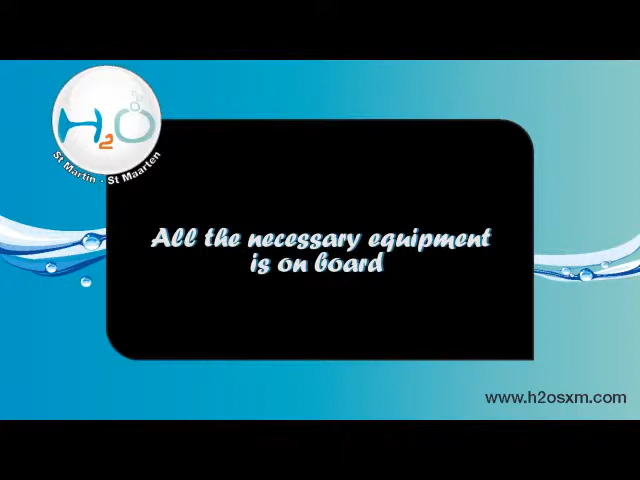 H2O
St Martin - St Maarten
All the necessary equipment
is on board
www.h2osxm.com